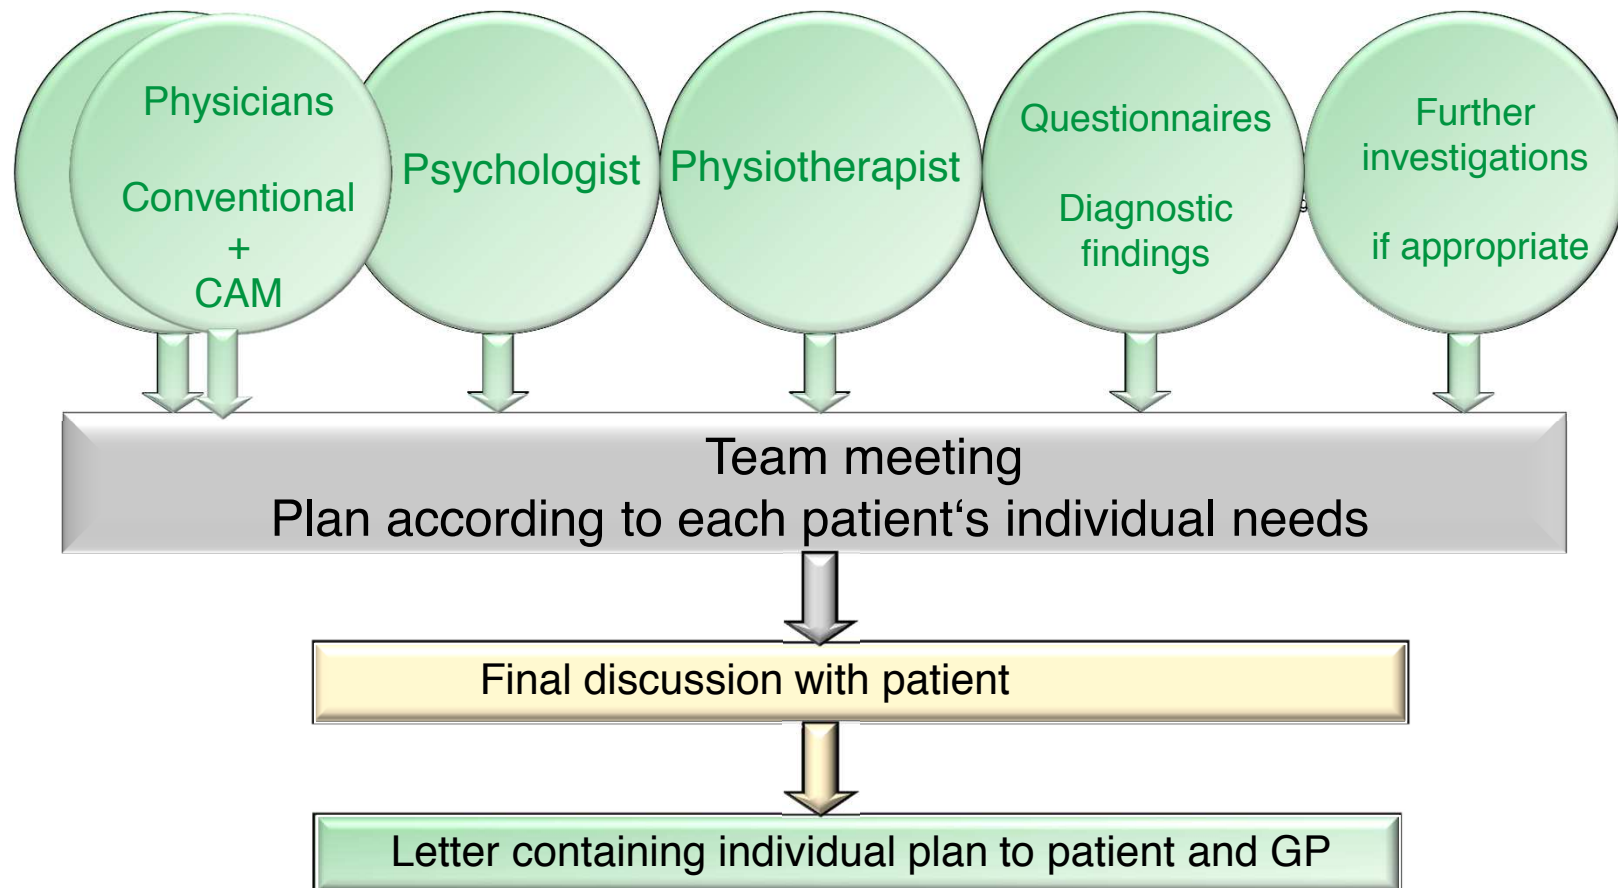 Physicians
Conventional
+
CAM
Psychologist
Physiotherapist
Questionnaires
Diagnostic
findings
Further
investigations
if appropriate
Team meeting
Plan according to each patient‘s individual needs
Final discussion with patient
Letter containing individual plan to patient and GP